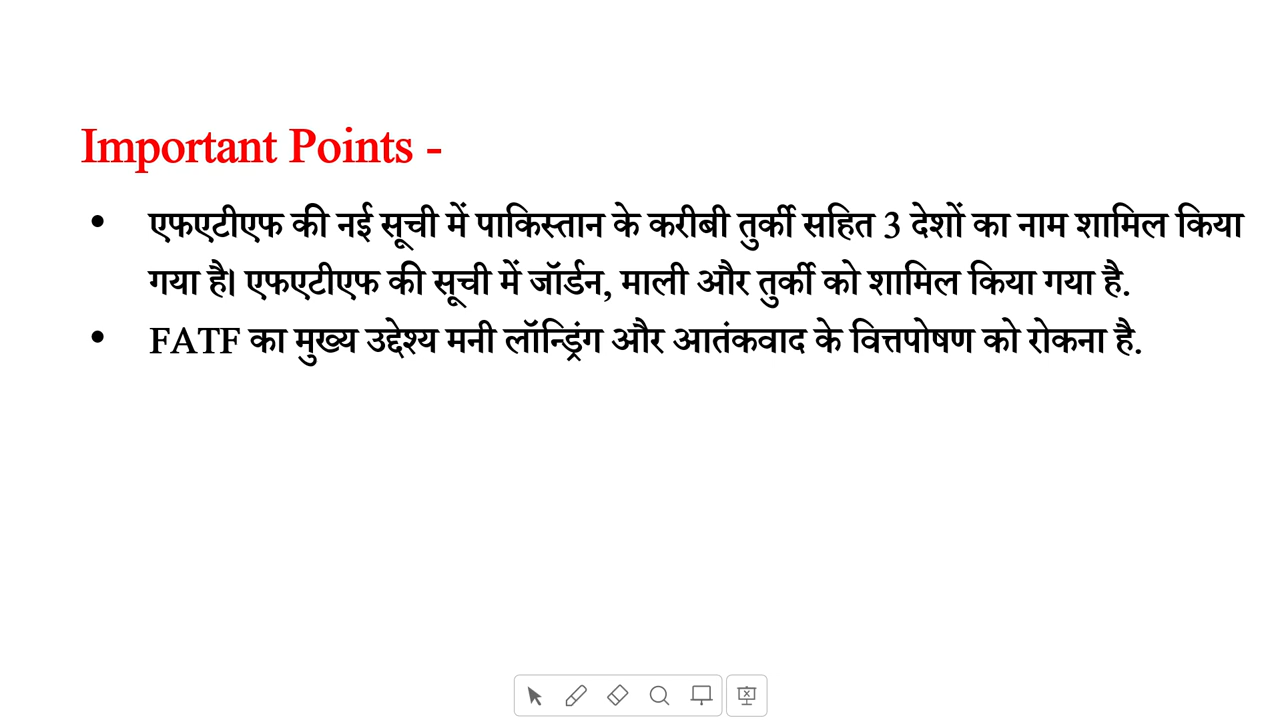 Important Points -
• एफएटीएफ की नई सूची में पाकिस्तान के करीबी तुर्की सहित 3 देशों का नाम शामिल किया
गया है। एफएटीएफ की सूची में जॉर्डन, माली और तुर्की को शामिल किया गया है.
• FATF का मुख्य उद्देश्य मनी लॉन्ड्रिंग और आतंकवाद के वित्तपोषण को रोकना है.